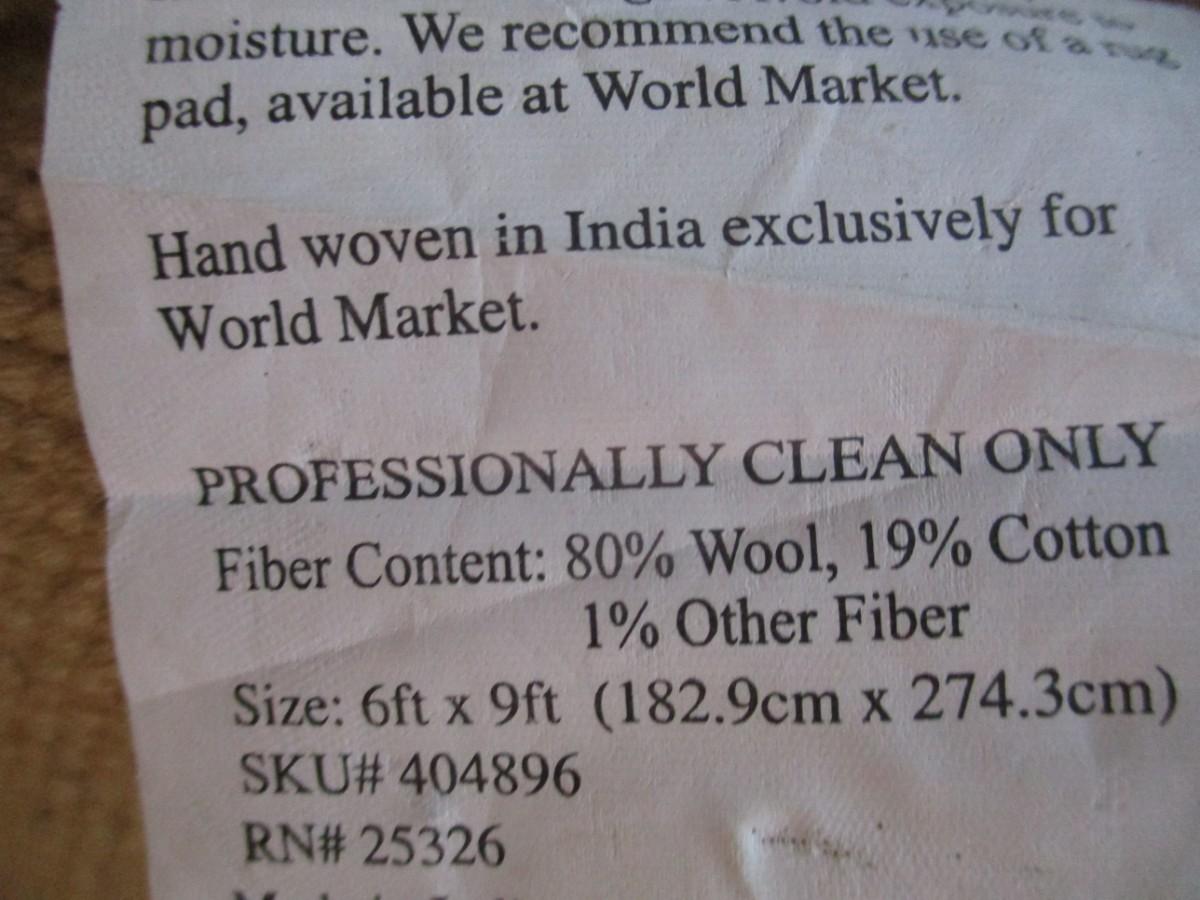 exposure to
moisture. We recommend the use of a rug
pad, available at World Market.
Hand woven in India exclusively for
World Market.
PROFESSIONALLY CLEAN ONLY
Fiber Content: 80% Wool, 19% Cotton
1% Other Fiber
Size: 6ft x 9ft (182.9cm x 274.3cm)
SKU# 404896
RN# 25326